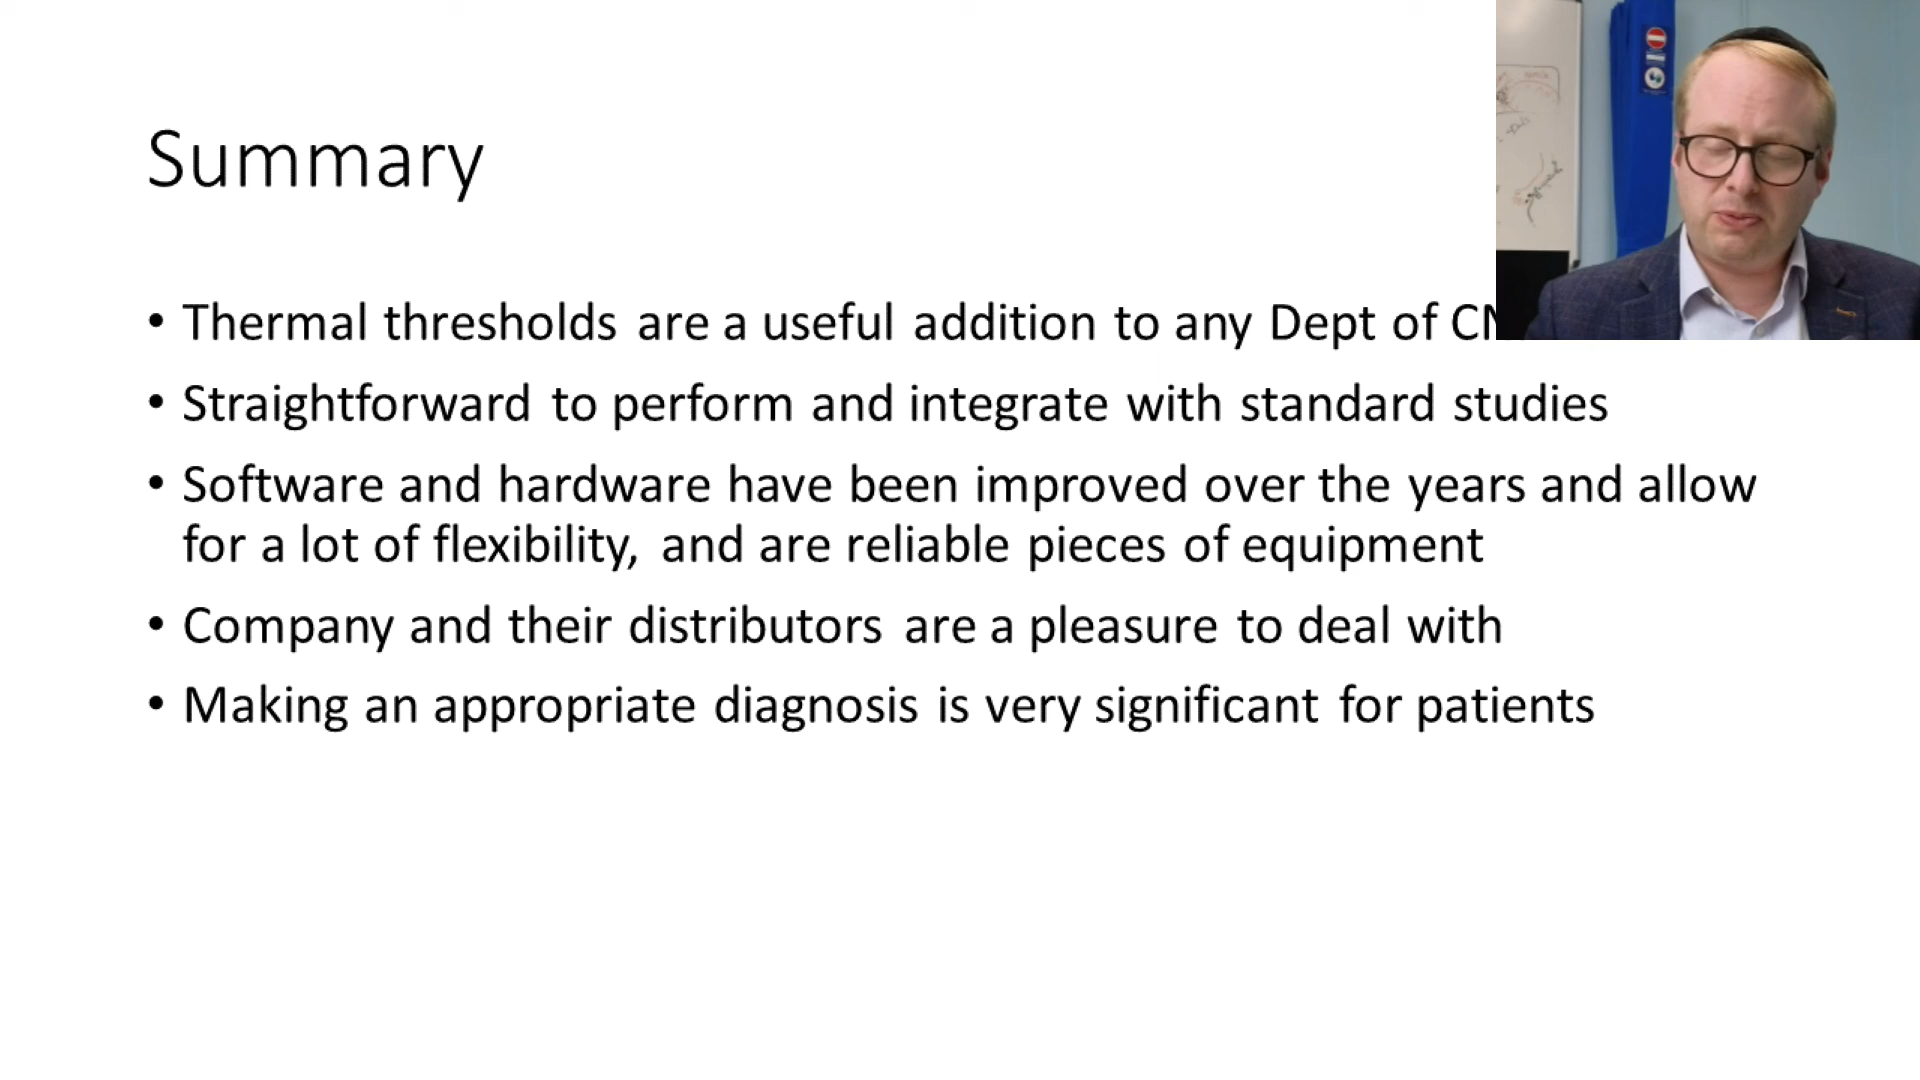 Summary
• Thermal thresholds are a useful addition to any Dept of
• Straightforward to perform and integrate with standard studies
• Software and hardware have been improved over the years and allow
for a lot of flexibility, and are reliable pieces of equipment
• Company and their distributors are a pleasure to deal with
• Making an appropriate diagnosis is very significant for patients